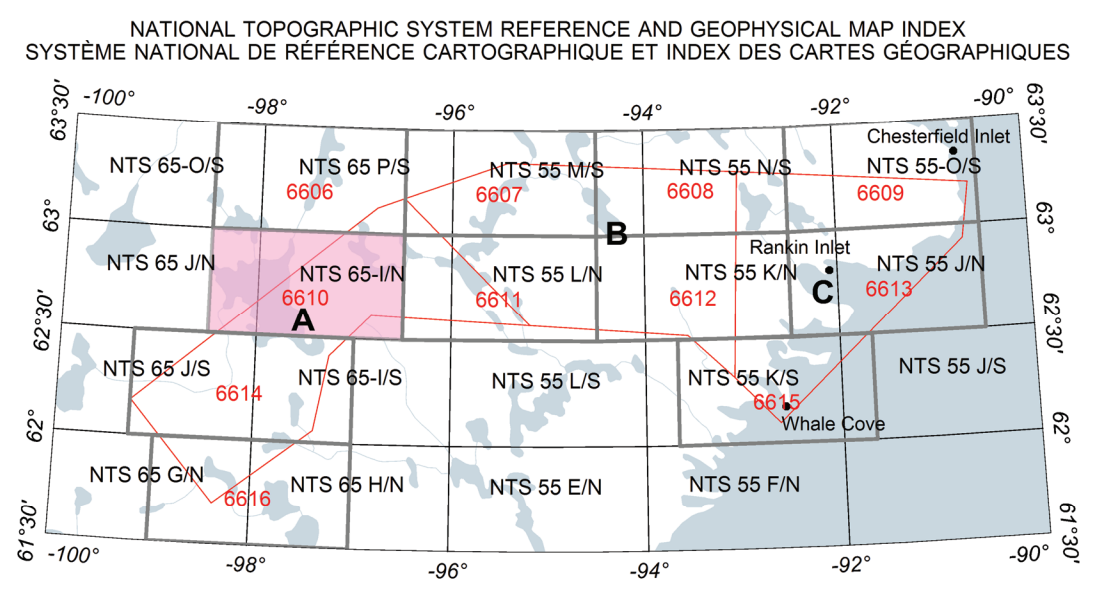 NATIONAL TOPOGRAPHIC SYSTEM REFERENCE AND GEOPHYSICAL MAP INDEX
SYSTÈME NATIONAL DE RÉFÉRENCE CARTOGRAPHIQUE ET INDEX DES CARTES GÉOGRAPHIQUES
63°30' -100° -98° -96° -94° -92° -90° 63°30'
Chesterfield Inlet
NTS 65-O/S NTS 65 P/S NTS 55 M/S NTS 55 N/S NTS 55-O/S
6606 6607 6608 6609
63° B 63°
Rankin Inlet
NTS 65 J/N NTS 65-I/N NTS 55 L/N NTS 55 K/N NTS 55 J/N
6610 6611 6612 C 6613
A
62°30' 62°30'
NTS 65 J/S NTS 65-I/S NTS 55 L/S NTS 55 K/S NTS 55 J/S
6614 6615
62° Whale Cove 62°
NTS 65 G/N NTS 65 H/N NTS 55 E/N NTS 55 F/N
6616
61°30' -100° -98° -96° -94° -92° -90° 61°30'